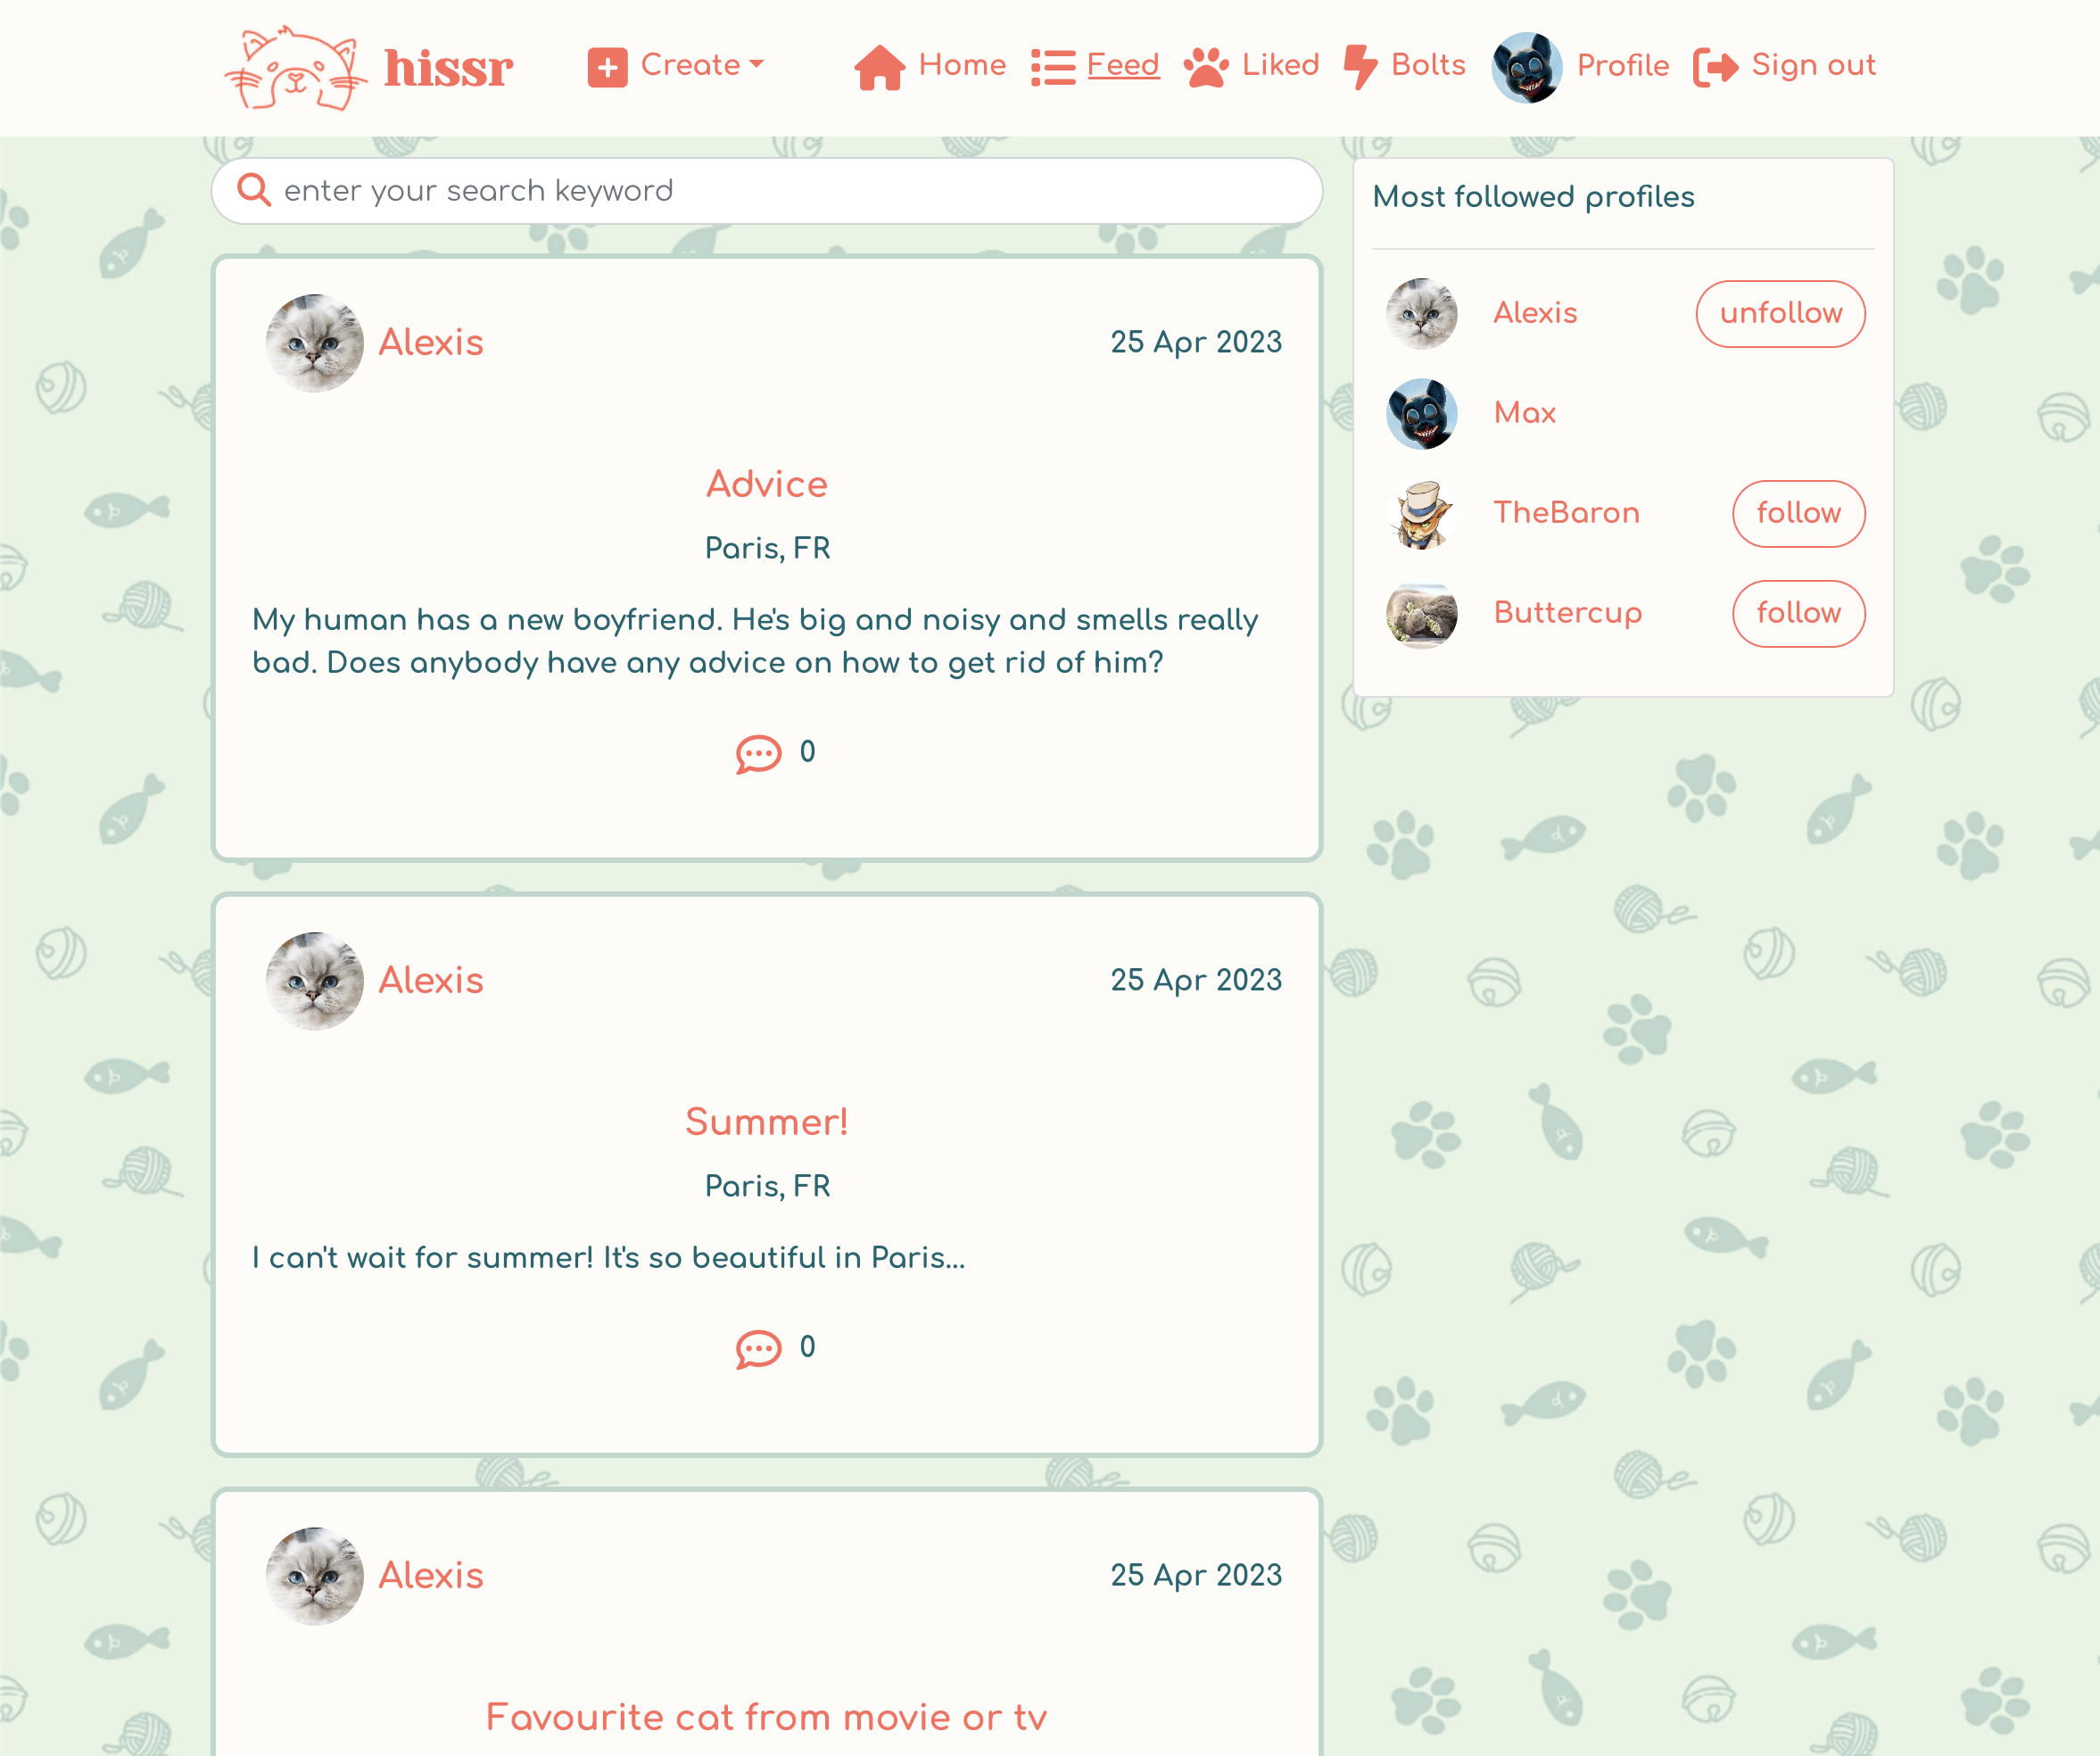 hissr Create Home Feed Liked Bolts Profile Sign out
enter your search keyword
Alexis 25 Apr 2023
Advice
Paris, FR
My human has a new boyfriend. He's big and noisy and smells really
bad. Does anybody have any advice on how to get rid of him?
0
Alexis 25 Apr 2023
Summer!
Paris, FR
I can't wait for summer! It's so beautiful in Paris...
0
Alexis 25 Apr 2023
Favourite cat from movie or tv
Most followed profiles
Alexis unfollow
Max
TheBaron follow
Buttercup follow